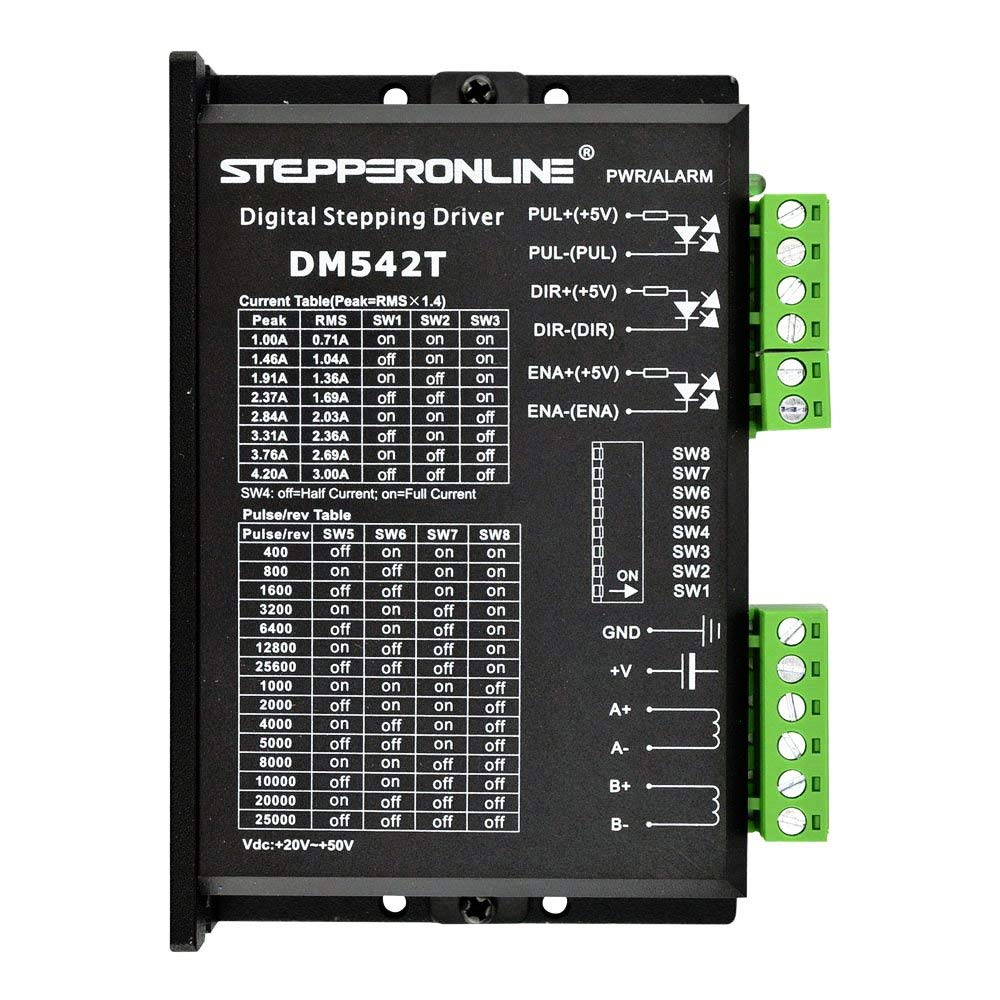 STEPPERONLINE®
Digital Stepping Driver
DM542T
Current Table(Peak=RMS×1.4)
Peak RMS SW1 SW2 SW3
1.00A 0.71A on on on
1.46A 1.04A off on on
1.91A 1.36A on off on
2.37A 1.69A off off on
2.84A 2.03A on on off
3.31A 2.36A off on off
3.76A 2.69A on off off
4.20A 3.00A off off off
SW4: off=Half Current; on=Full Current
Pulse/rev Table
Pulse/rev SW5 SW6 SW7 SW8
400 off on on on
800 on off on on
1600 off off on on
3200 on on off on
6400 off on off on
12800 on off off on
25600 off off off on
1000 on on on off
2000 off on on off
4000 on off on off
5000 off off on off
8000 on on off off
10000 off on off off
20000 on off off off
25000 off off off off
Vdc:+20V~+50V
PWR/ALARM
PUL+(+5V)
PUL-(PUL)
DIR+(+5V)
DIR-(DIR)
ENA+(+5V)
ENA-(ENA)
SW8
SW7
SW6
SW5
SW4
SW3
SW2
SW1
ON
GND
+V
A+
A-
B+
B-